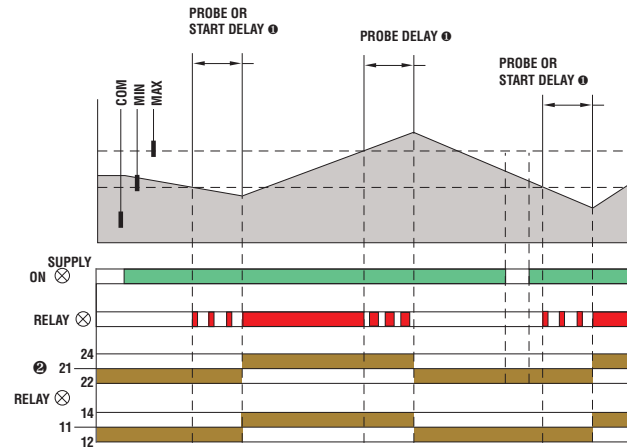 PROBE OR
START DELAY ❶
PROBE DELAY ❶
PROBE OR
START DELAY ❶
COM
MIN
MAX
SUPPLY
ON
RELAY
24
❷ 21
22
RELAY
14
11
12